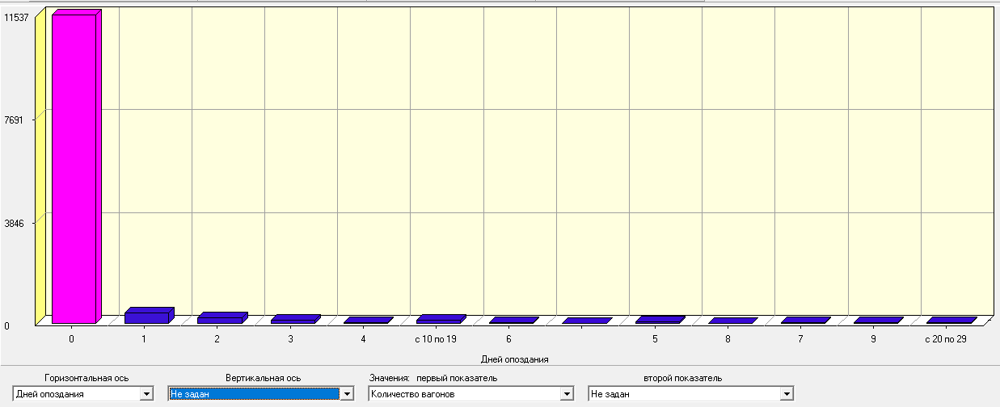 11537
7691
3846
0
0 1 2 3 4 с 10 по 19 6 5 8 7 9 с 20 по 29
Дней опоздания
Горизонтальная ось Вертикальная ось Значения: первый показатель второй показатель
Дней опоздания Не задан Количество вагонов Не задан